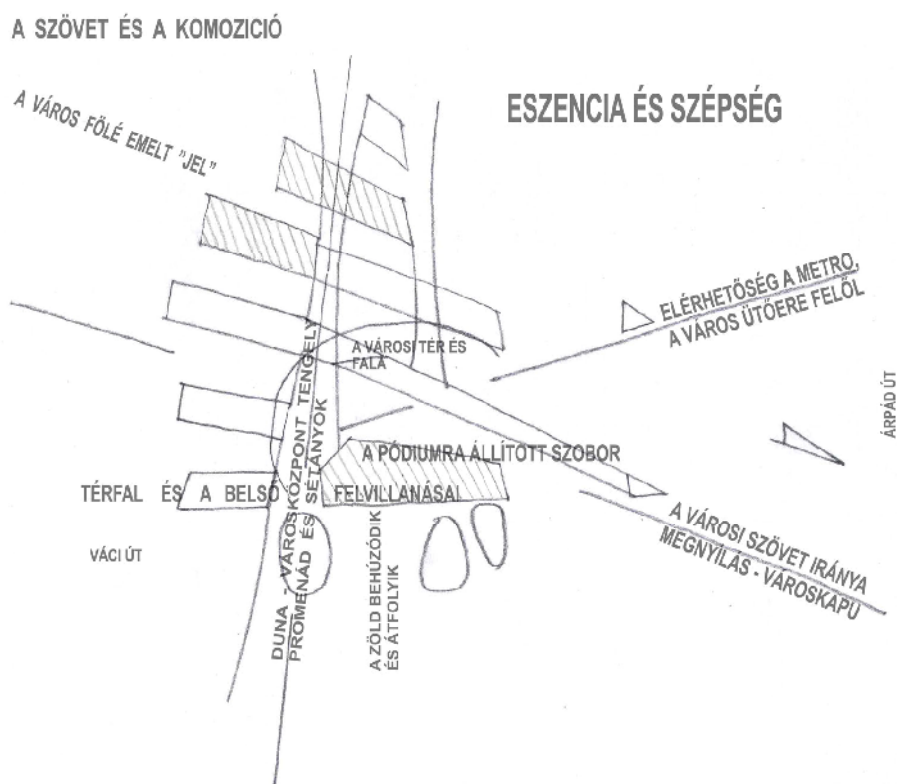 A SZÖVET ÉS A KOMOZICIÓ
ESZENCIA ÉS SZÉPSÉG
A VÁROS FÖLÉ EMELT "JEL"
ELÉRHETŐSÉG A METRO,
A VÁROS ÜTŐERE FELŐL
A VÁROSI TÉR ÉS
FALA
ÁRPÁD ÚT
A PÓDIUMRA ÁLLÍTOTT SZOBOR
TÉRFAL ÉS A BELSŐ FELVILLANÁSAI
A VÁROSI SZÖVET IRÁNYA
MEGNYÍLÁS - VÁROSKAPU
VÁCI ÚT
DUNA - VÁROSKÖZPONT TENGELY
PROMENÁD ÉS SÉTÁNYOK
A ZÖLD BEHÚZÓDIK
ÉS ÁTFOLYIK